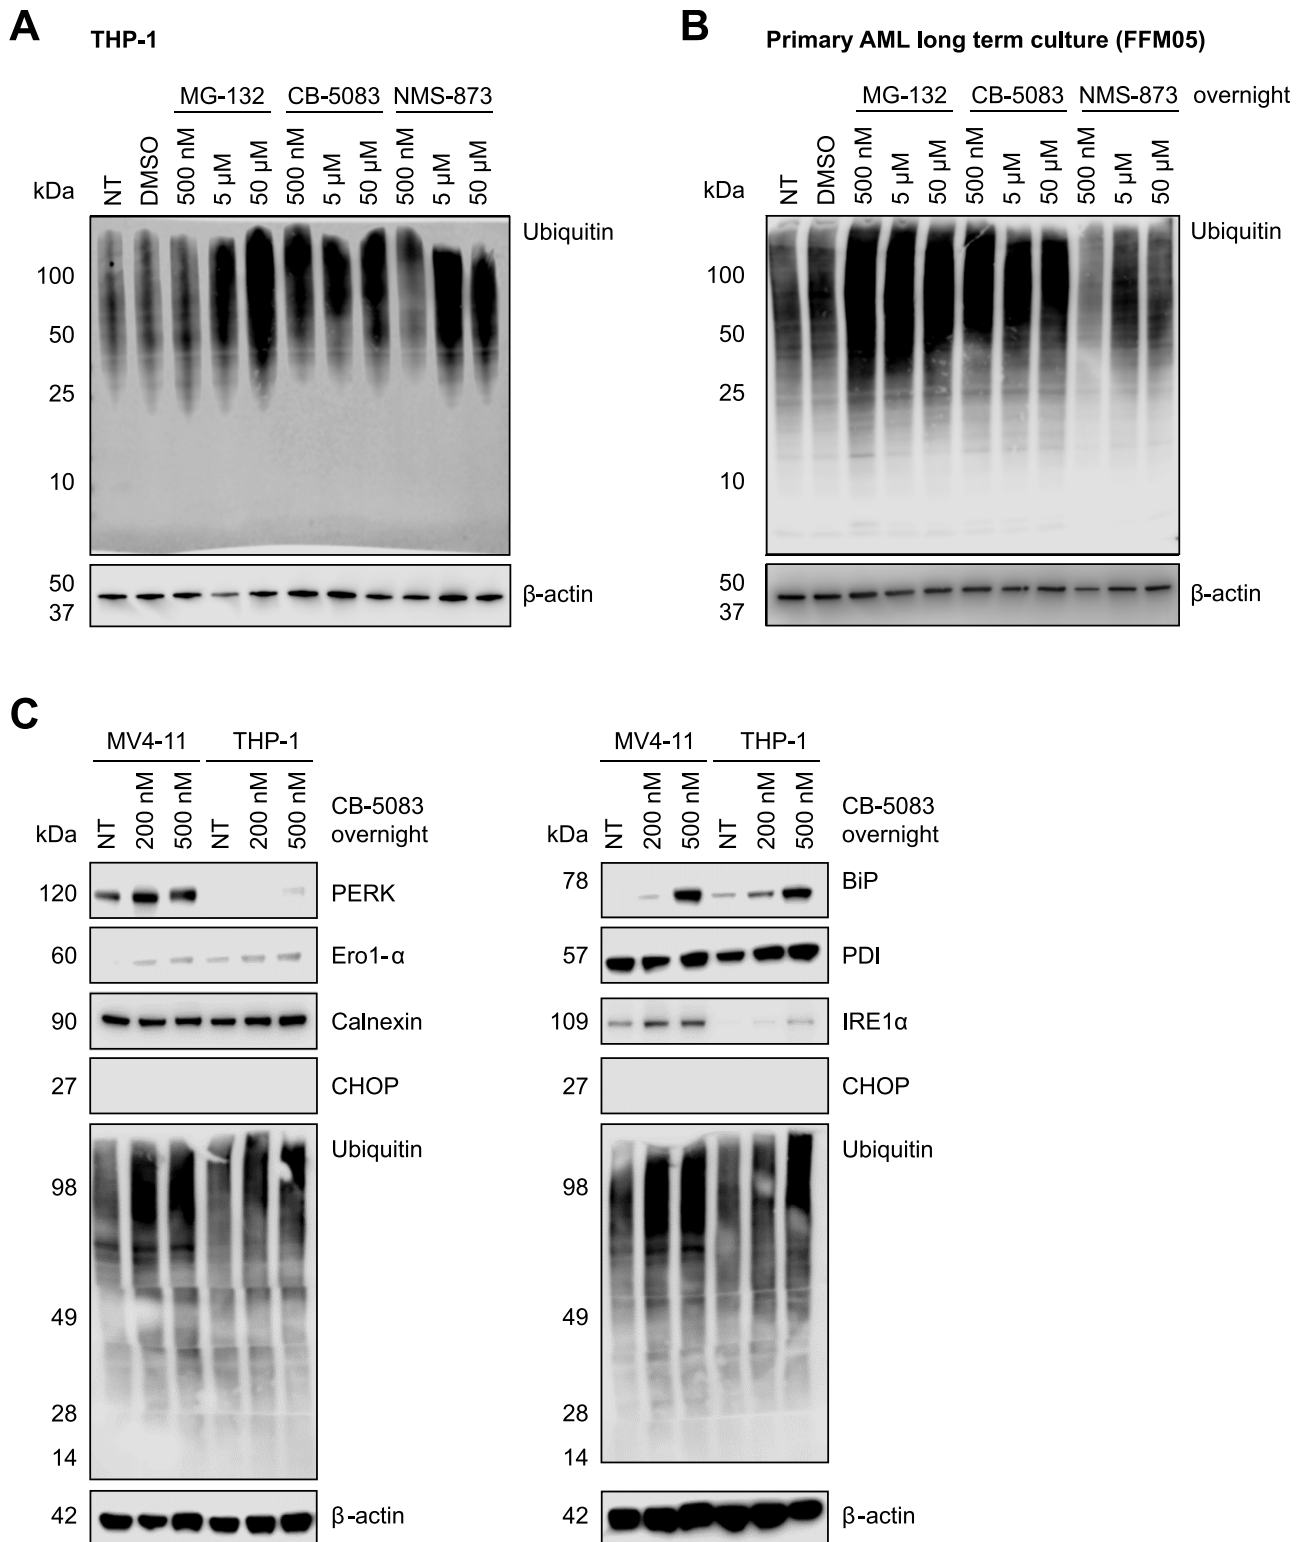 A
THP-1
MG-132 CB-5083 NMS-873
kDa NT DMSO 500 nM 5 µM 50 µM 500 nM 5 µM 50 µM 500 nM 5 µM 50 µM
Ubiquitin
100
50
25
10
50
37
β-actin
B
Primary AML long term culture (FFM05)
MG-132 CB-5083 NMS-873 overnight
kDa NT DMSO 500 nM 5 µM 50 µM 500 nM 5 µM 50 µM 500 nM 5 µM 50 µM
Ubiquitin
100
50
25
10
50
37
β-actin
C
MV4-11 THP-1
kDa NT 200 nM 500 nM NT 200 nM 500 nM
CB-5083
overnight
120 PERK
60 Ero1-α
90 Calnexin
27 CHOP
Ubiquitin
98
49
28
14
42 β-actin
MV4-11 THP-1
kDa NT 200 nM 500 nM NT 200 nM 500 nM
CB-5083
overnight
78 BiP
57 PDI
109 IRE1α
27 CHOP
Ubiquitin
98
49
28
14
42 β-actin